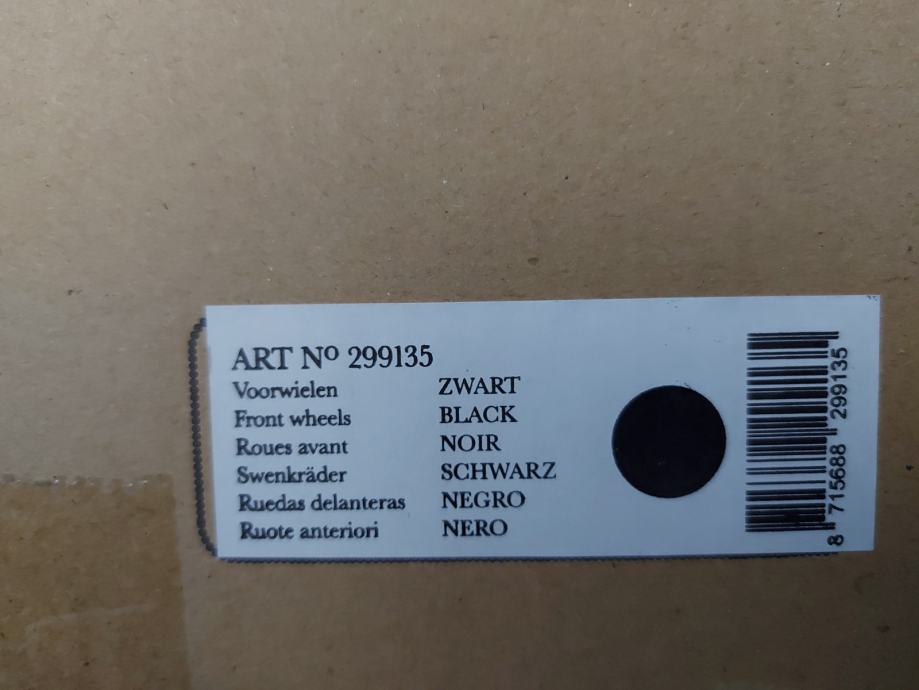 ART Nº 299135
Voorwielen ZWART
Front wheels BLACK
Roues avant NOIR
Swenkräder SCHWARZ
Ruedas delanteras NEGRO
Ruote anteriori NERO
8 715688 299135